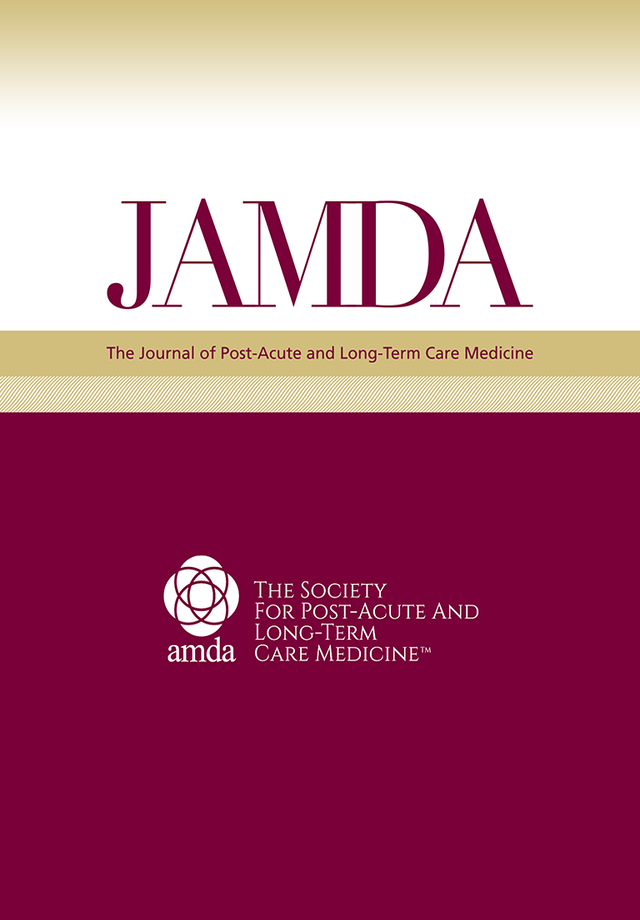 JAMDA
The Journal of Post-Acute and Long-Term Care Medicine
amda
THE SOCIETY
FOR POST-ACUTE AND
LONG-TERM
CARE MEDICINE™